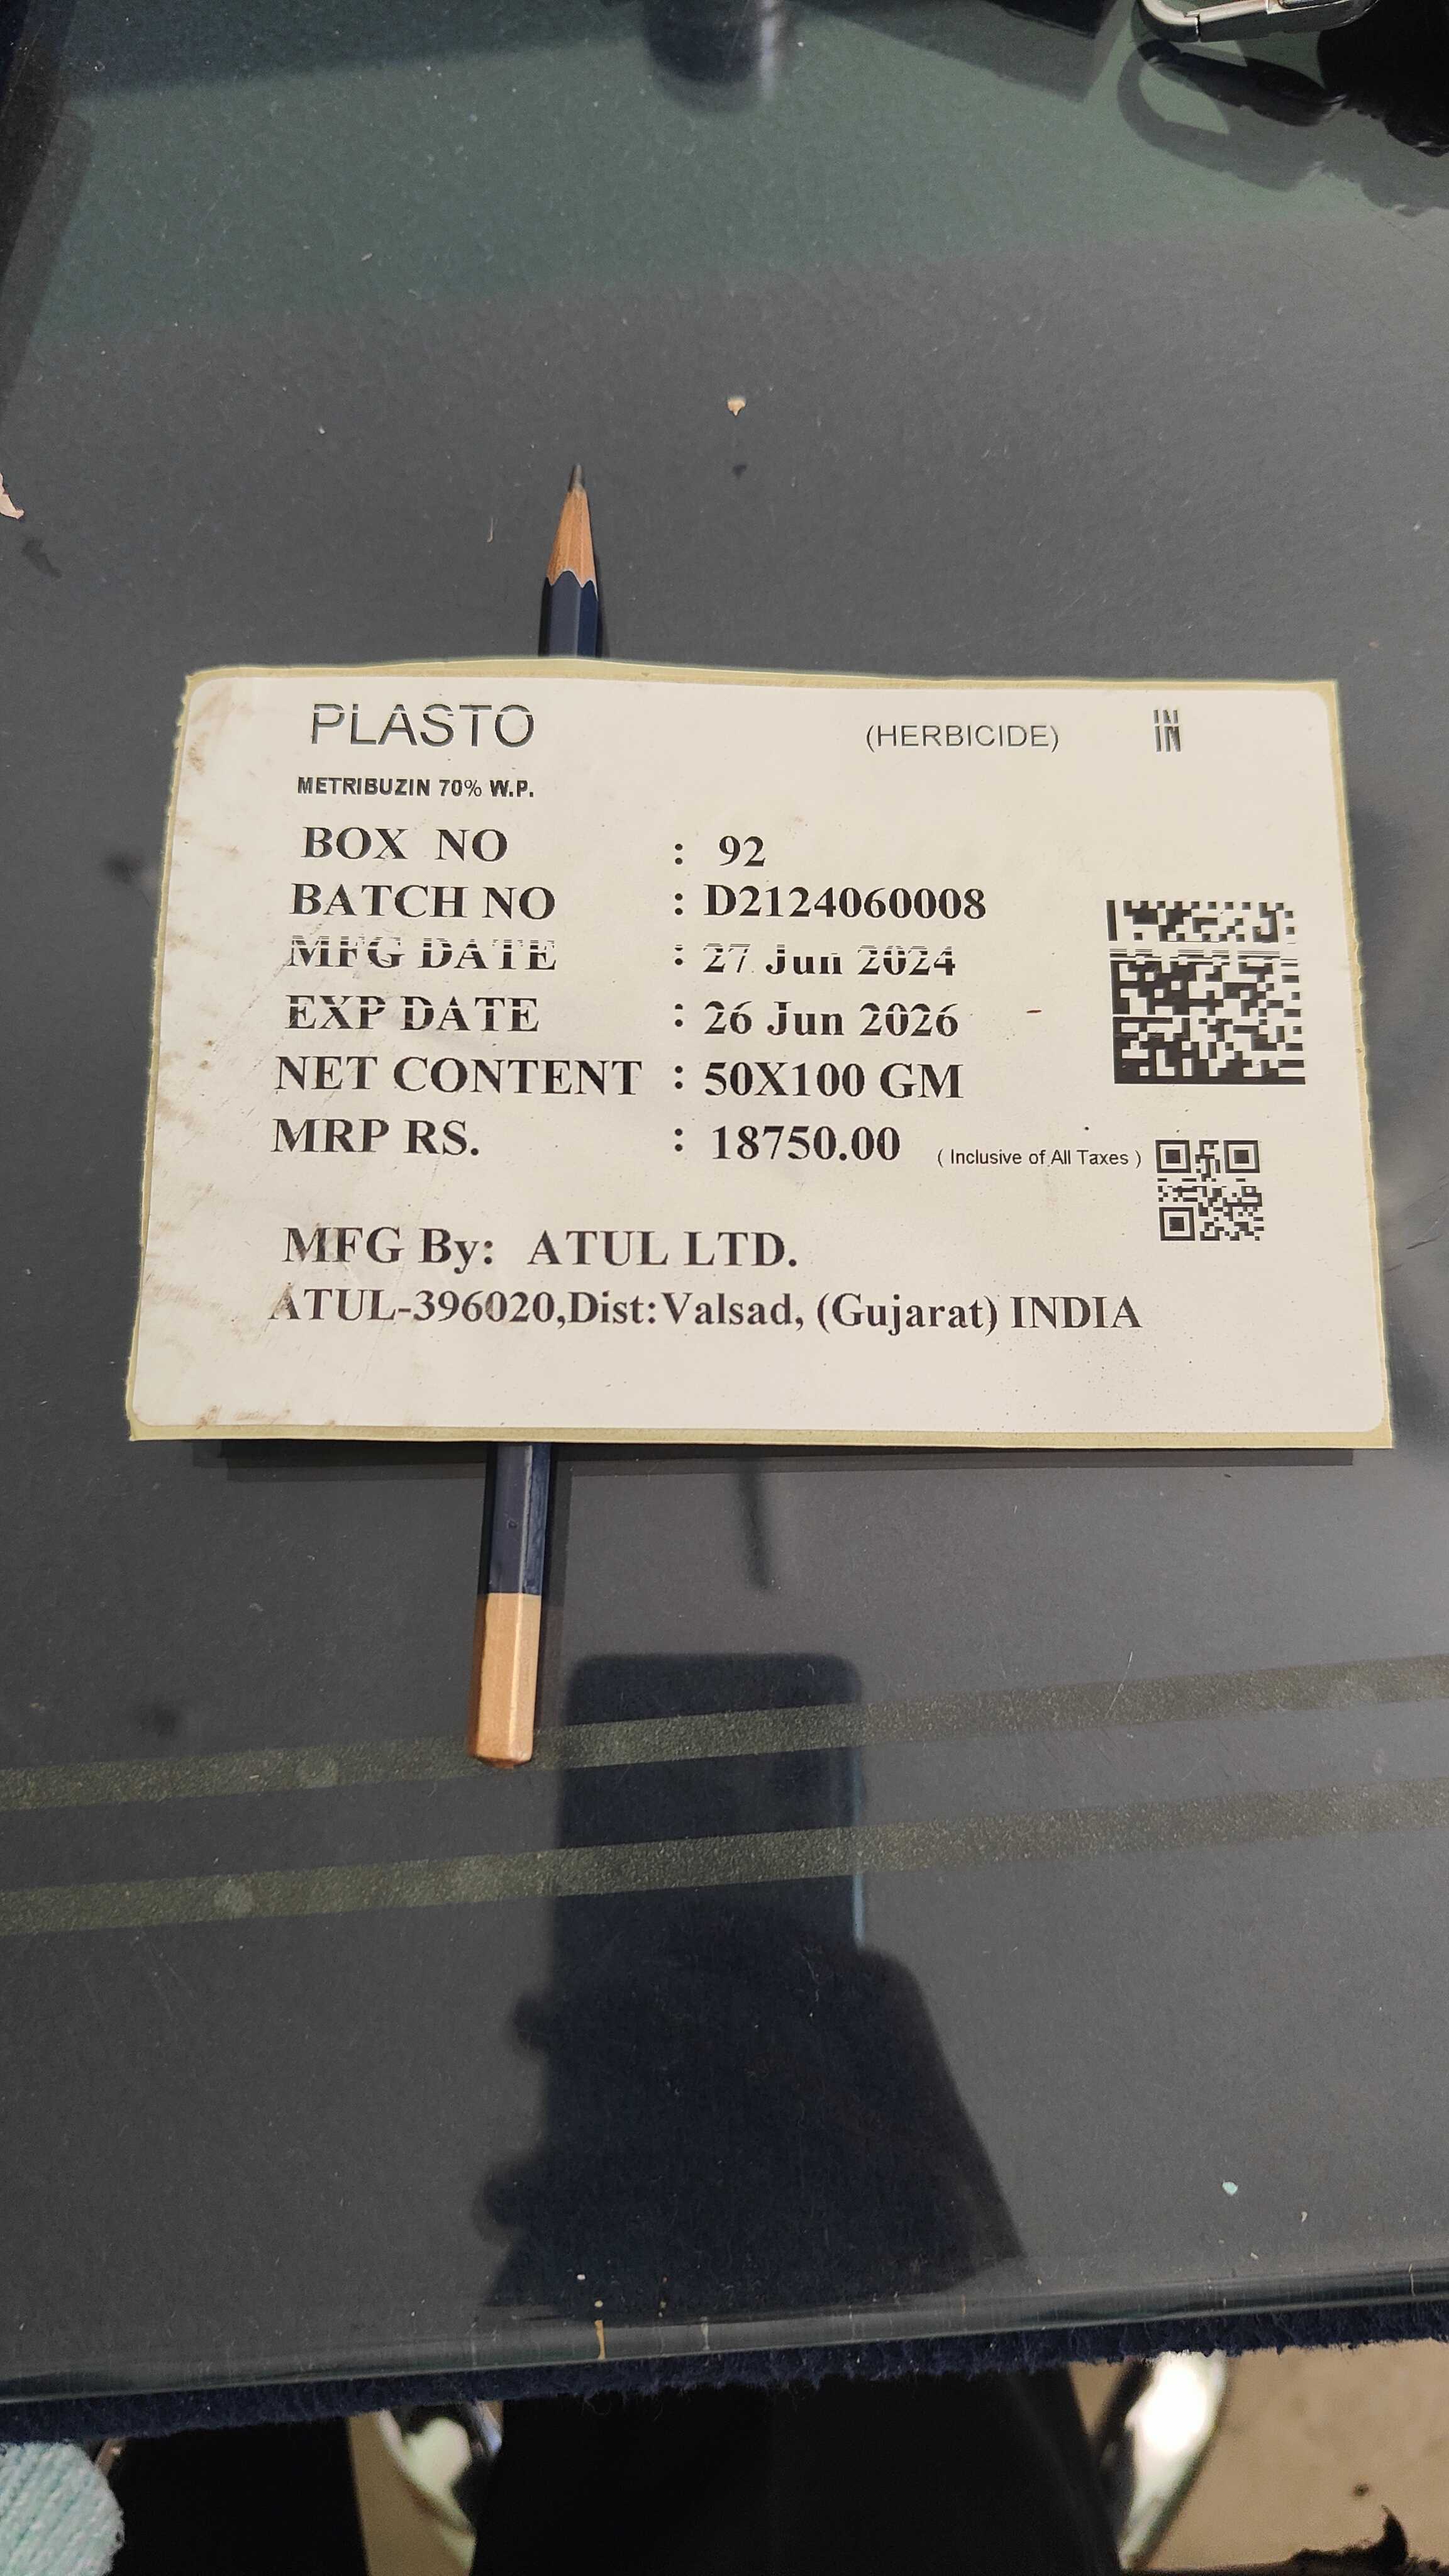 PLASTO (HERBICIDE) IN
METRIBUZIN 70% W.P.
BOX NO : 92
BATCH NO : D2124060008
MFG DATE : 27 Jun 2024
EXP DATE : 26 Jun 2026
NET CONTENT : 50X100 GM
MRP RS. : 18750.00 ( Inclusive of All Taxes )
MFG By: ATUL LTD.
ATUL-396020,Dist:Valsad, (Gujarat) INDIA